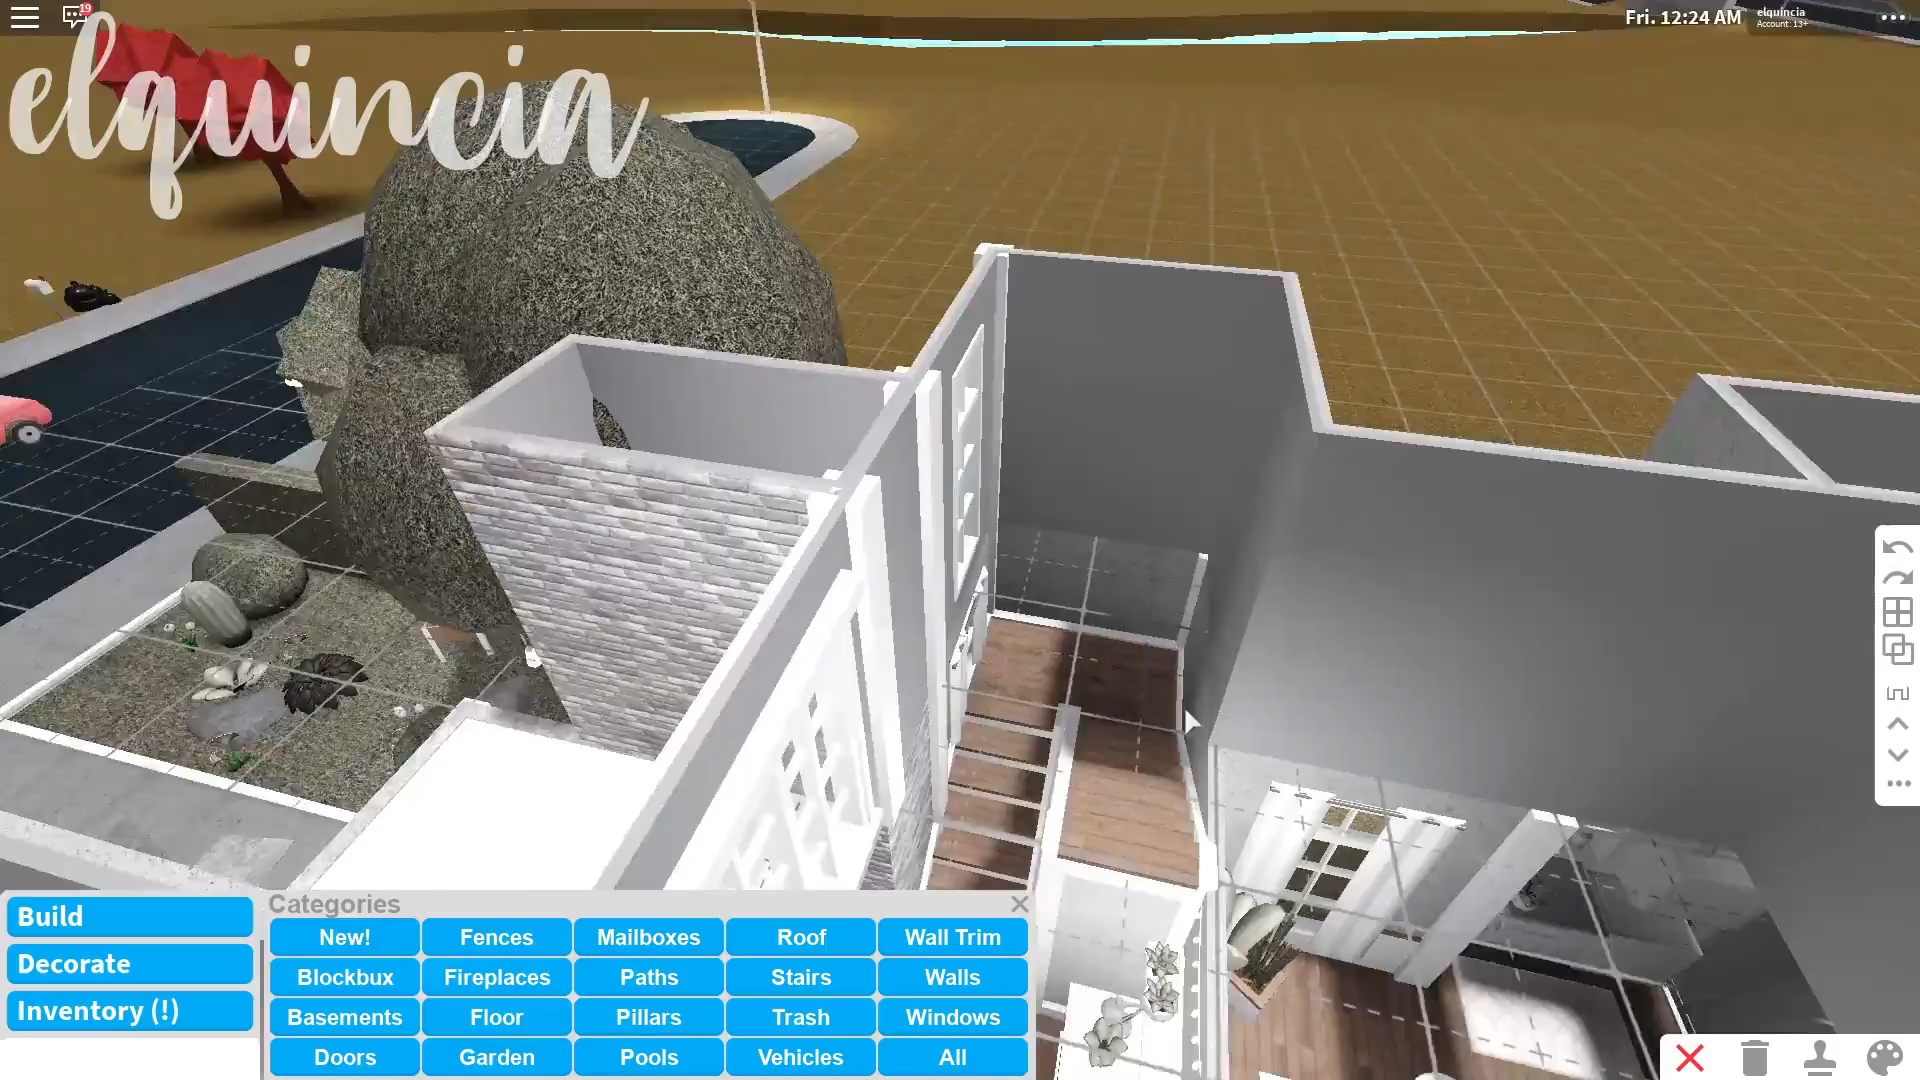 19
Fri. 12:24 AM
elquincia
Account: 13+
elquincia
Build
Decorate
Inventory (!)
Categories
New!
Fences
Mailboxes
Roof
Wall Trim
Blockbux
Fireplaces
Paths
Stairs
Walls
Basements
Floor
Pillars
Trash
Windows
Doors
Garden
Pools
Vehicles
All